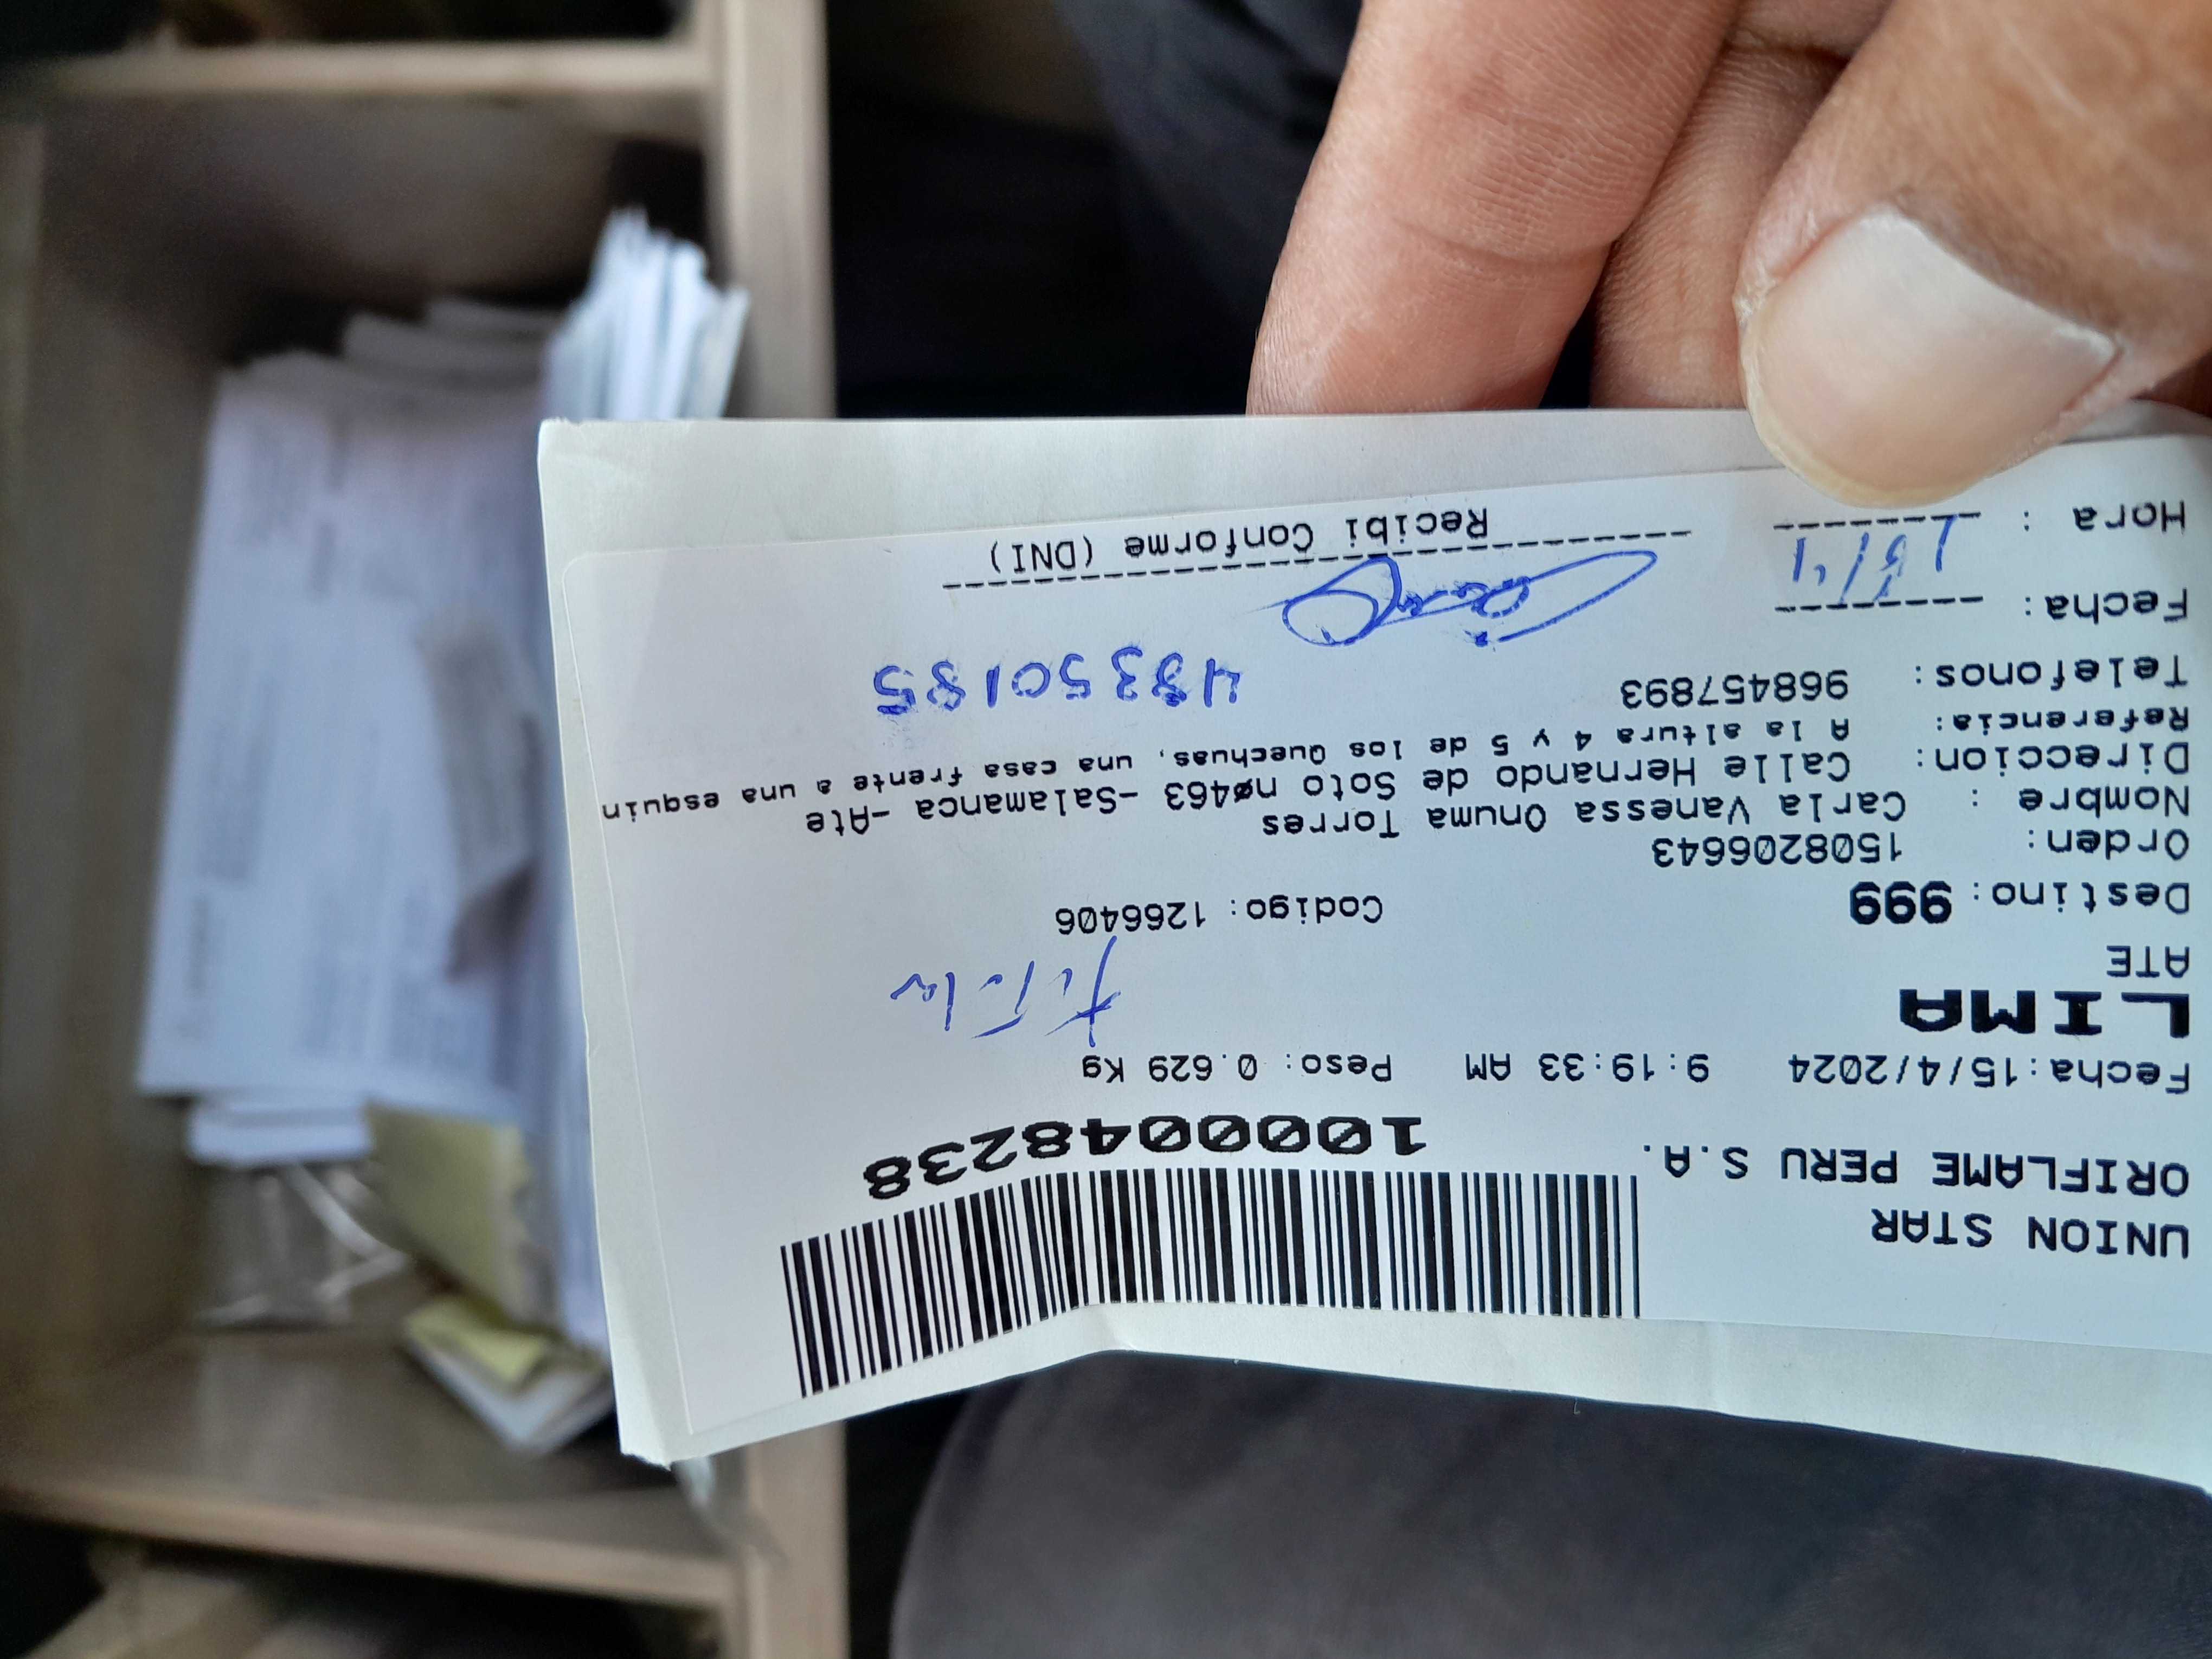 UNION STAR
ORIFLAME PERU S.A.
1000048238
Fecha:15/4/2024 9:19:33 AM Peso: 0.629 Kg
LIMA
ATE
Titular
Destino: 999 Codigo: 1266406
Orden: 1508206643
Nombre : Carla Vanessa Onuma Torres
Direccion: Calle Hernando de Soto nø463 -Salamanca -Ate
Referencia: A la altura 4 y 5 de los Quechuas, una casa frente a una esquin
Telefonos: 968457893
48350185
Fecha:
Hora :
Recibi Conforme (DNI)